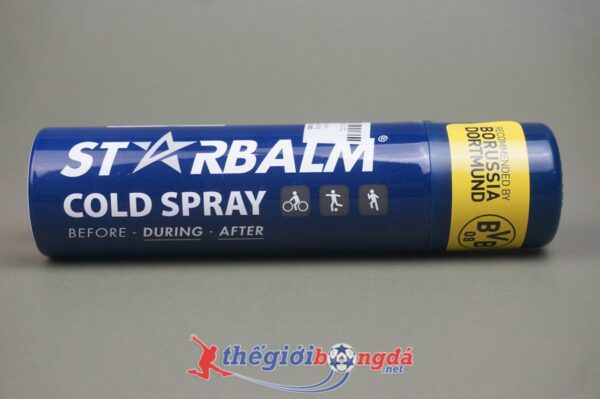 STARBALM®
COLD SPRAY
BEFORE - DURING - AFTER
RECOMMENDED BY
BORUSSIA
DORTMUND
BVB
09
thếgiớibóngđá
.net